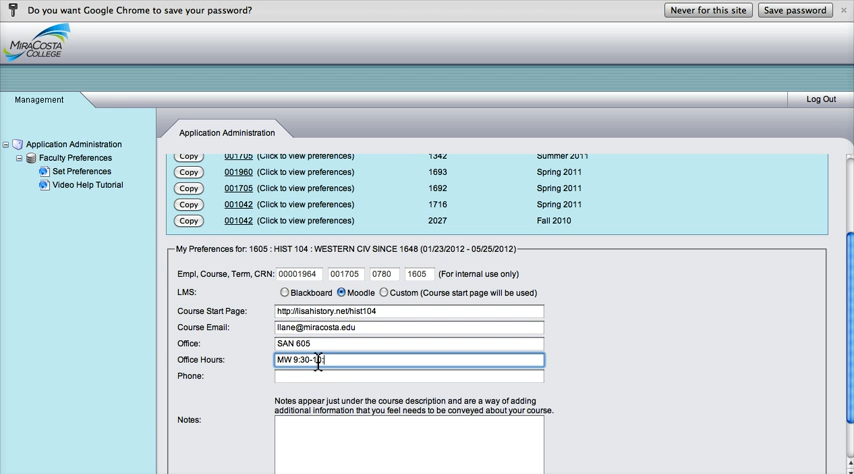 Do you want Google Chrome to save your password? Never for this site Save password
MIRACOSTA
COLLEGE
Management Log Out
Application Administration
Application Administration
Faculty Preferences
Set Preferences
Video Help Tutorial
Copy 001705 (Click to view preferences) 1342 Summer 2011
Copy 001960 (Click to view preferences) 1693 Spring 2011
Copy 001705 (Click to view preferences) 1692 Spring 2011
Copy 001042 (Click to view preferences) 1716 Spring 2011
Copy 001042 (Click to view preferences) 2027 Fall 2010
My Preferences for: 1605 : HIST 104 : WESTERN CIV SINCE 1648 (01/23/2012 - 05/25/2012)
Empl, Course, Term, CRN: 00001964 001705 0780 1605 (For internal use only)
LMS: Blackboard Moodle Custom (Course start page will be used)
Course Start Page: http://lisahistory.net/hist104
Course Email: llane@miracosta.edu
Office: SAN 605
Office Hours: MW 9:30-10:
Phone:
Notes appear just under the course description and are a way of adding
additional information that you feel needs to be conveyed about your course.
Notes: